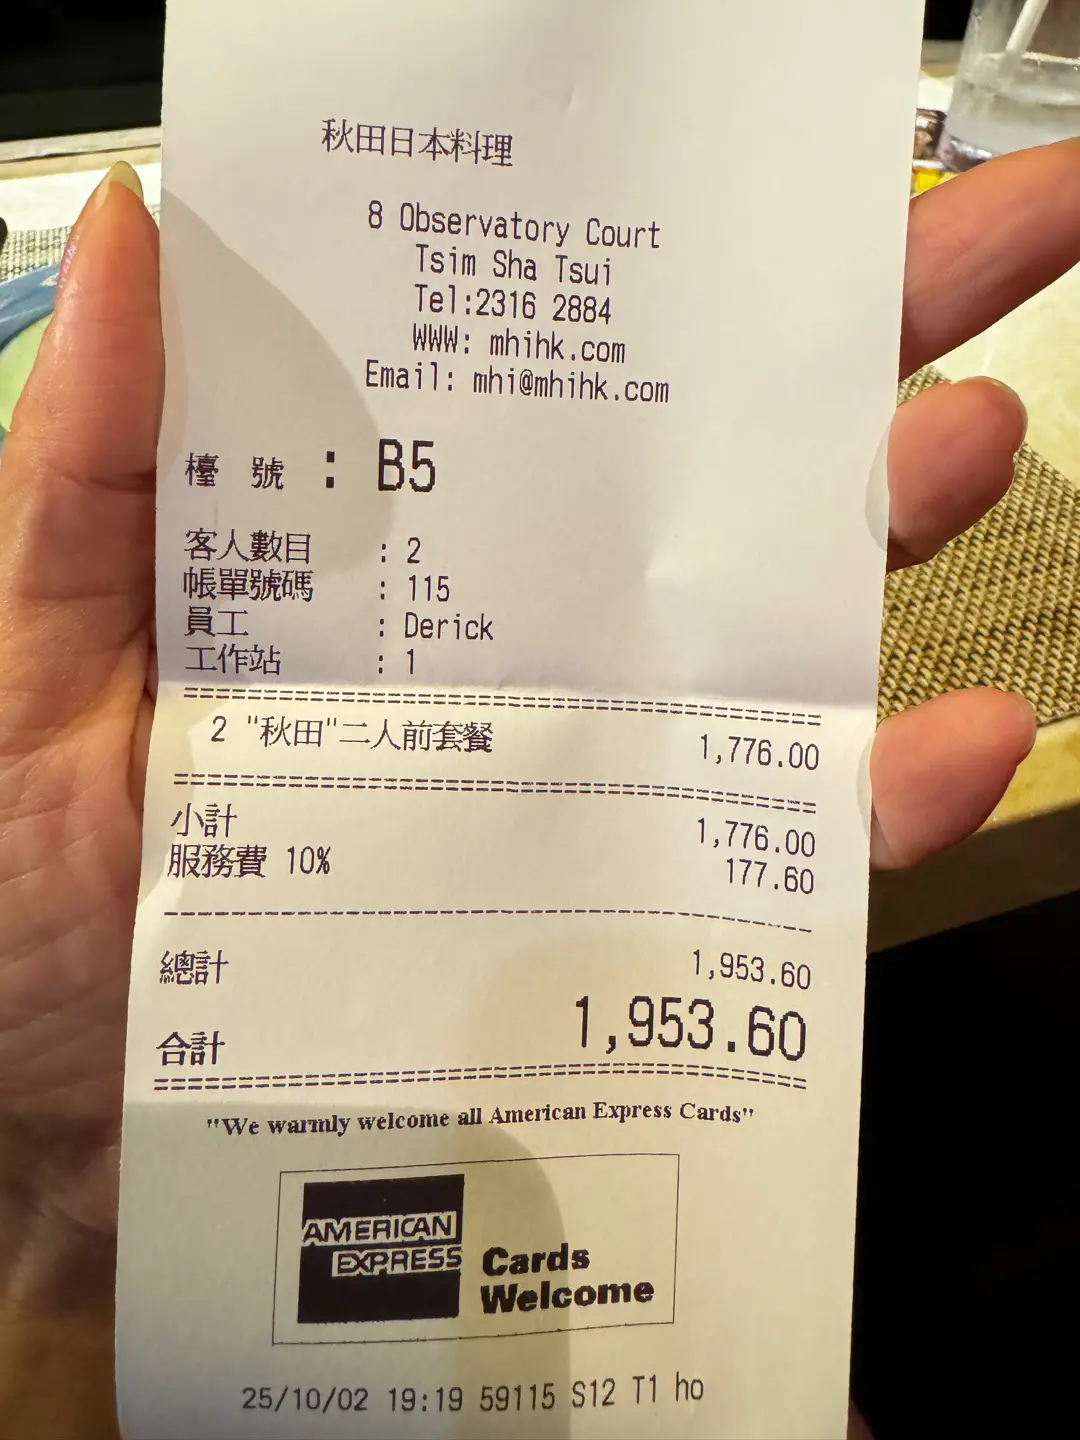 秋田日本料理
8 Observatory Court
Tsim Sha Tsui
Tel:2316 2884
WWW: mhihk.com
Email: mhi@mhihk.com
檯 號 : B5
客人數目 : 2
帳單號碼 : 115
員工 : Derick
工作站 : 1
2 "秋田"二人前套餐 1,776.00
小計 1,776.00
服務費 10% 177.60
總計 1,953.60
合計 1,953.60
"We warmly welcome all American Express Cards"
AMERICAN
EXPRESS
Cards
Welcome
25/10/02 19:19 59115 S12 T1 ho